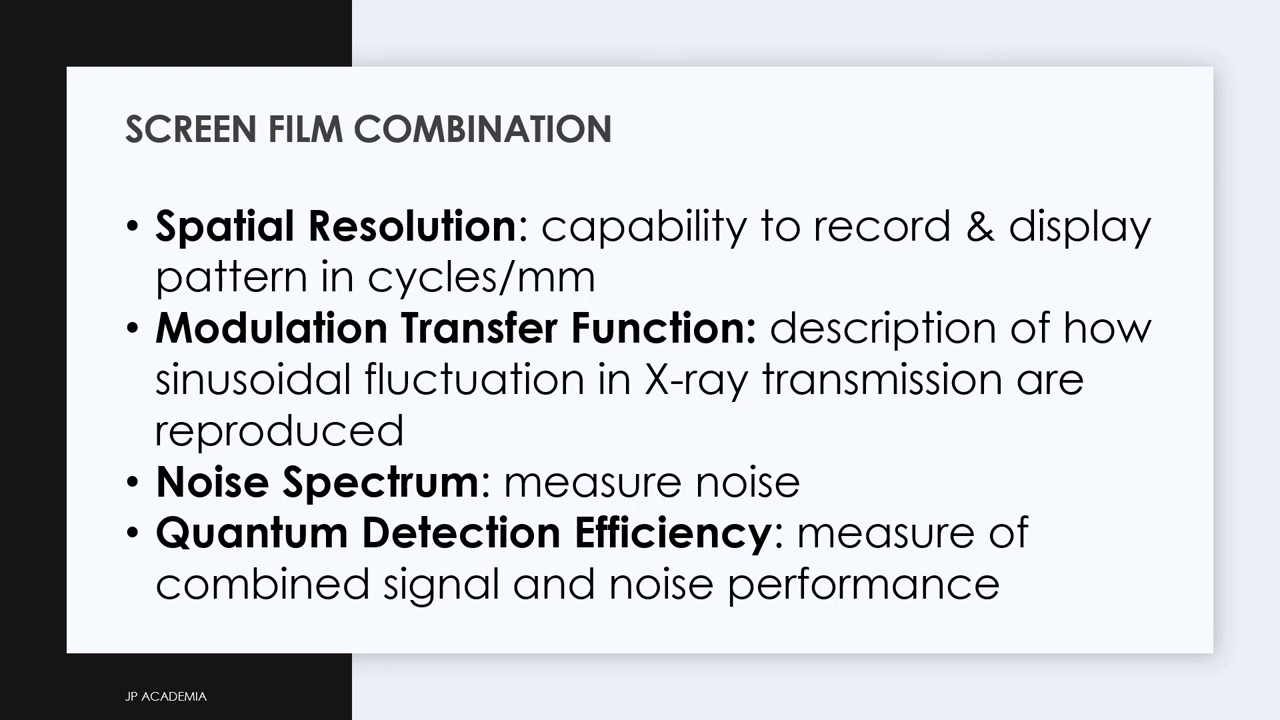 SCREEN FILM COMBINATION
• Spatial Resolution: capability to record & display
pattern in cycles/mm
• Modulation Transfer Function: description of how
sinusoidal fluctuation in X-ray transmission are
reproduced
• Noise Spectrum: measure noise
• Quantum Detection Efficiency: measure of
combined signal and noise performance
JP ACADEMIA